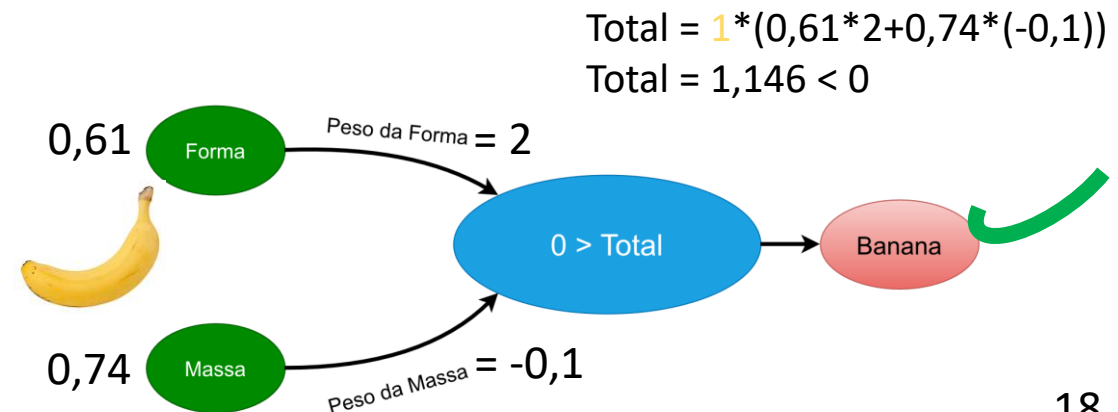 Total = 1*(0,61*2+0,74*(-0,1))
Total = 1,146 < 0
0,61
Forma
Peso da Forma = 2
0 > Total
Banana
0,74
Massa
Peso da Massa = -0,1
18